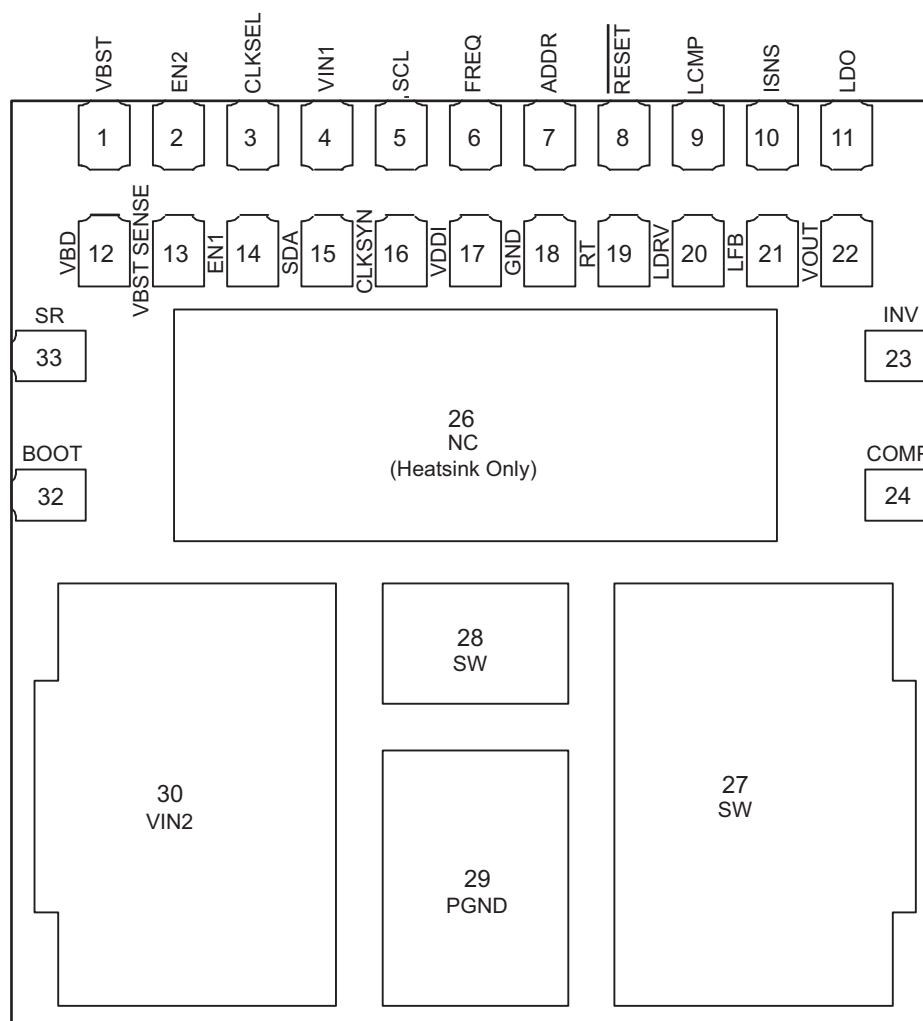 VBST EN2 CLKSEL VIN1 SCL FREQ ADDR RESET LCMP ISNS LDO
1 2 3 4 5 6 7 8 9 10 11
VBD 12 VBST SENSE 13 EN1 14 SDA 15 CLKSYN 16 VDDI 17 GND 18 RT 19 LDRV 20 LFB 21 VOUT 22
SR
33
INV
23
26
NC
(Heatsink Only)
BOOT
32
COMP
24
28
SW
30
VIN2
27
SW
29
PGND